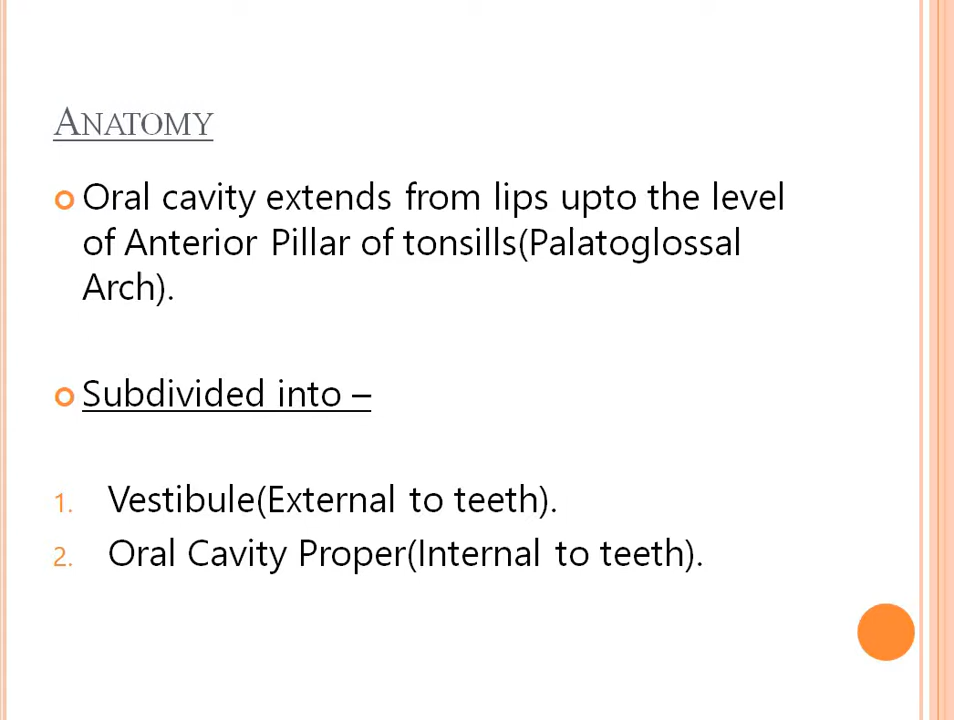 ANATOMY
Oral cavity extends from lips upto the level
of Anterior Pillar of tonsills(Palatoglossal
Arch).
Subdivided into –
1. Vestibule(External to teeth).
2. Oral Cavity Proper(Internal to teeth).